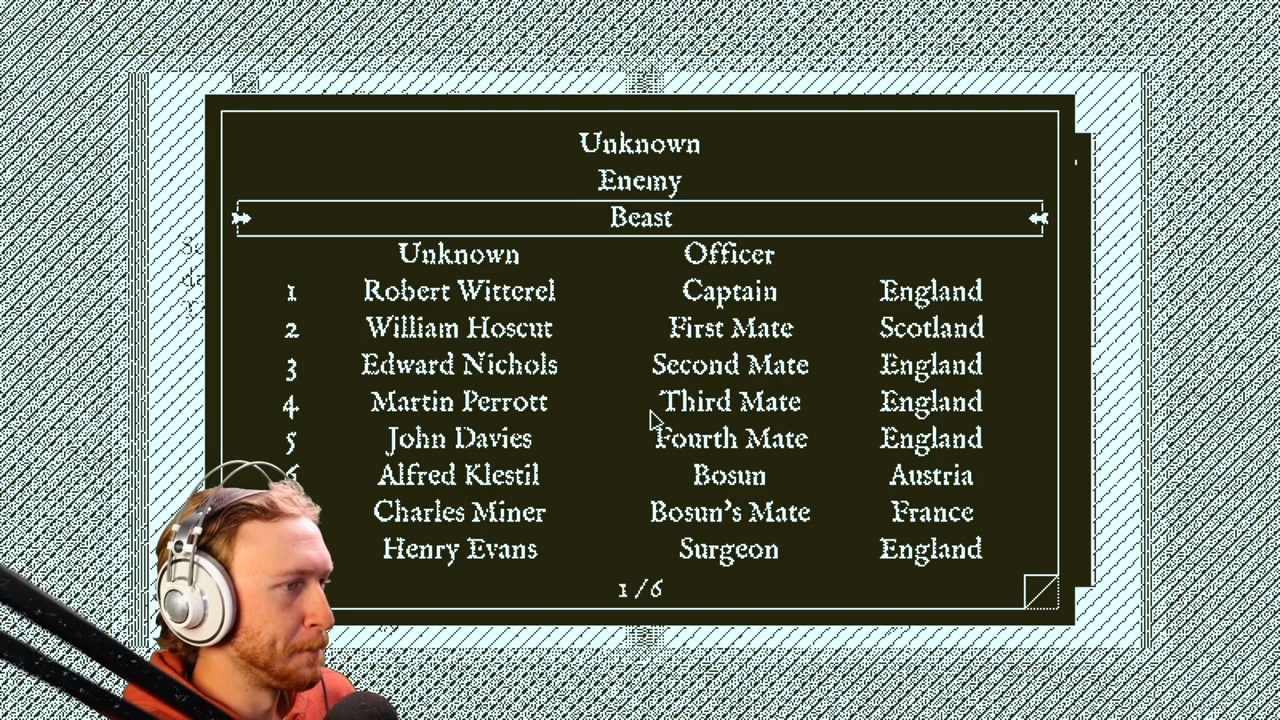 Unknown
Enemy
Beast
Unknown Officer
1 Robert Witterel Captain England
2 William Hoscut First Mate Scotland
3 Edward Nichols Second Mate England
4 Martin Perrott Third Mate England
5 John Davies Fourth Mate England
6 Alfred Klestil Bosun Austria
Charles Miner Bosun's Mate France
Henry Evans Surgeon England
1/6